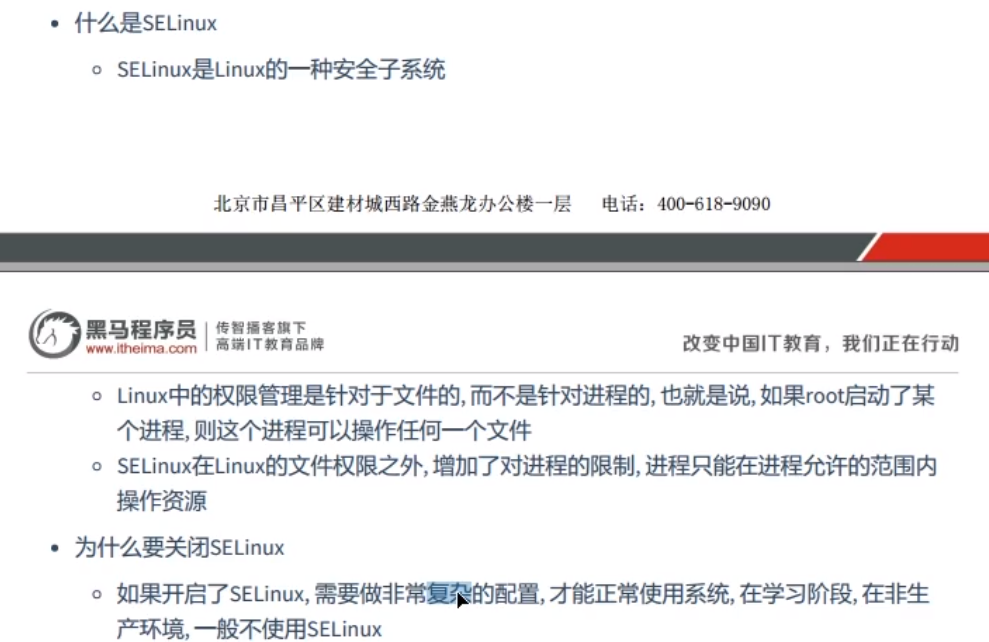 什么是SELinux
SELinux是Linux的一种安全子系统
北京市昌平区建材城西路金燕龙办公楼一层 电话：400-618-9090
黑马程序员
www.itheima.com
传智播客旗下
高端IT教育品牌
改变中国IT教育，我们正在行动
Linux中的权限管理是针对于文件的, 而不是针对进程的, 也就是说, 如果root启动了某
个进程, 则这个进程可以操作任何一个文件
SELinux在Linux的文件权限之外, 增加了对进程的限制, 进程只能在进程允许的范围内
操作资源
为什么要关闭SELinux
如果开启了SELinux, 需要做非常复杂的配置, 才能正常使用系统, 在学习阶段, 在非生
产环境, 一般不使用SELinux